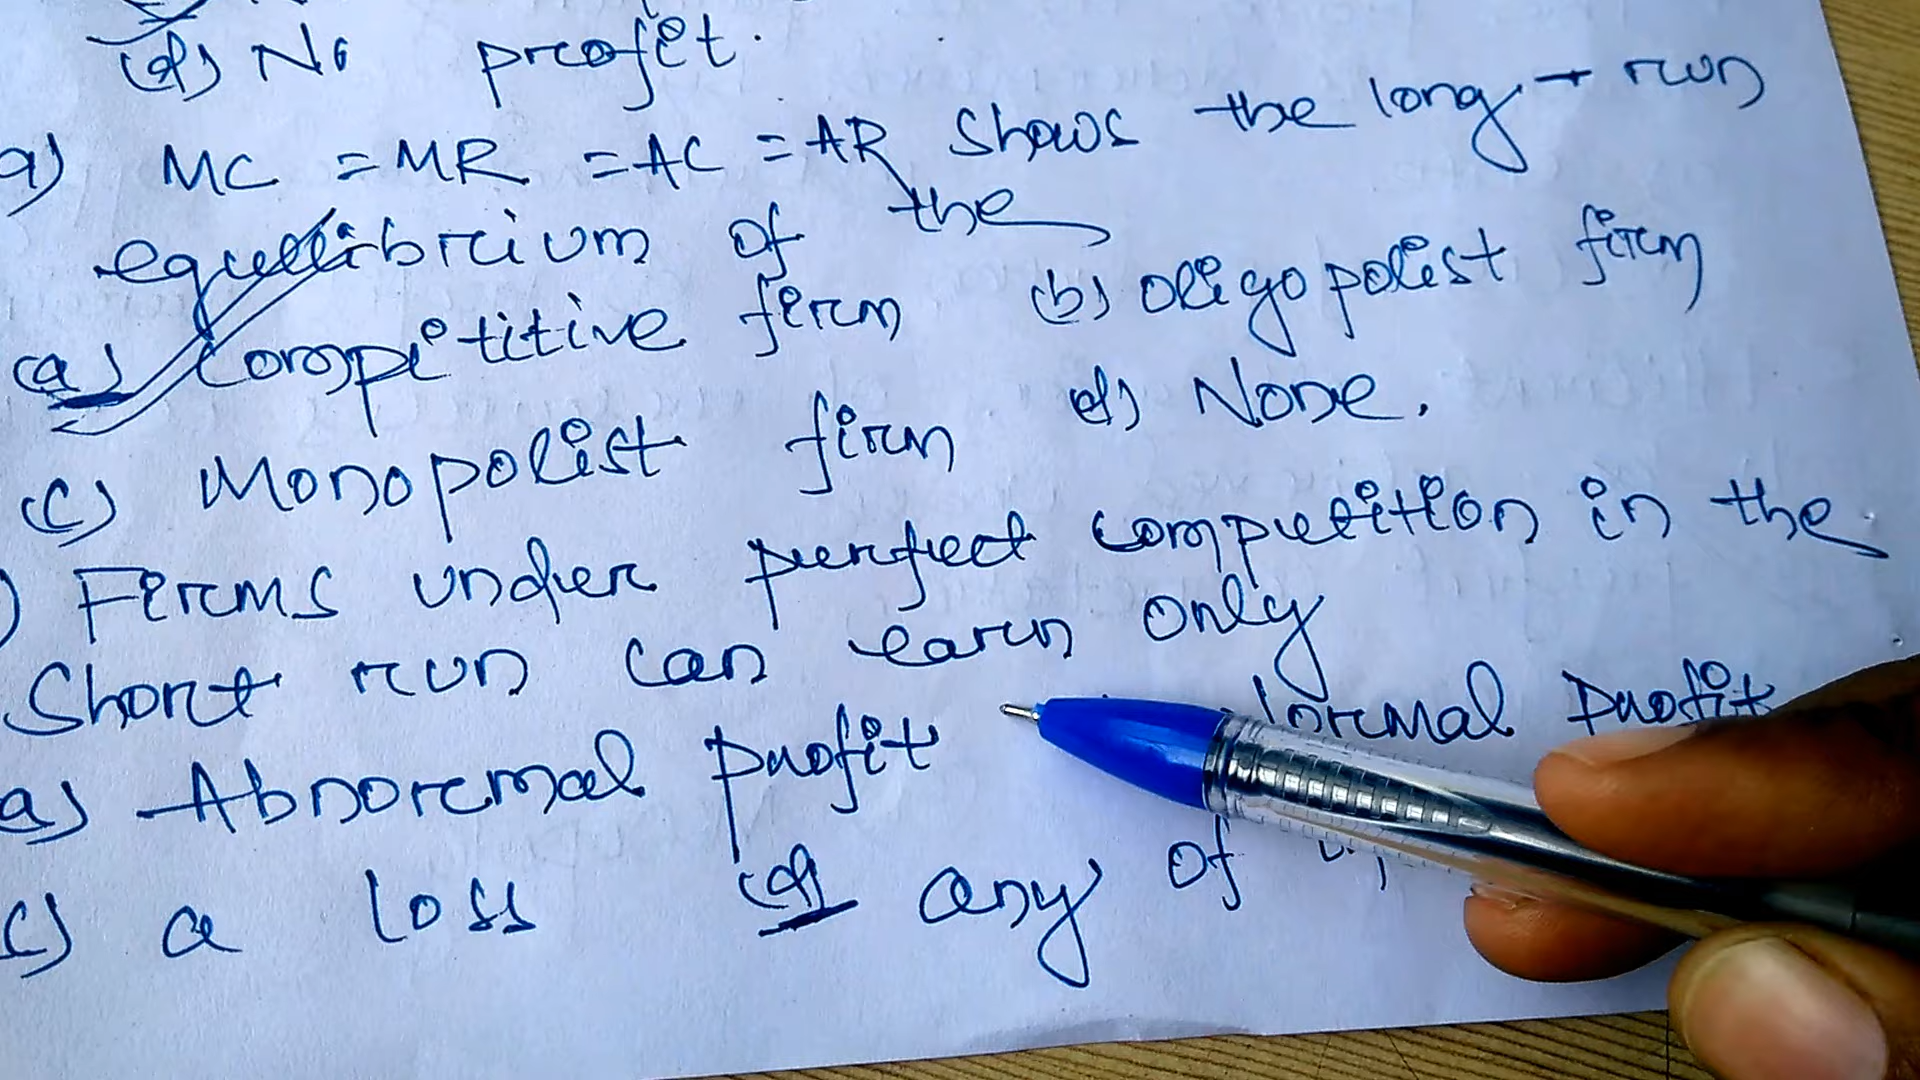 (d) No profit.
9) MC = MR = AC = AR shows the long-run
equilibrium of the
(a) Competitive firm (b) Oligopolist firm
(c) Monopolist firm d) None.
) Firms under perfect competition in the
Short run can earn only
a) Abnormal profit Normal profit
c) a loss (d) any of